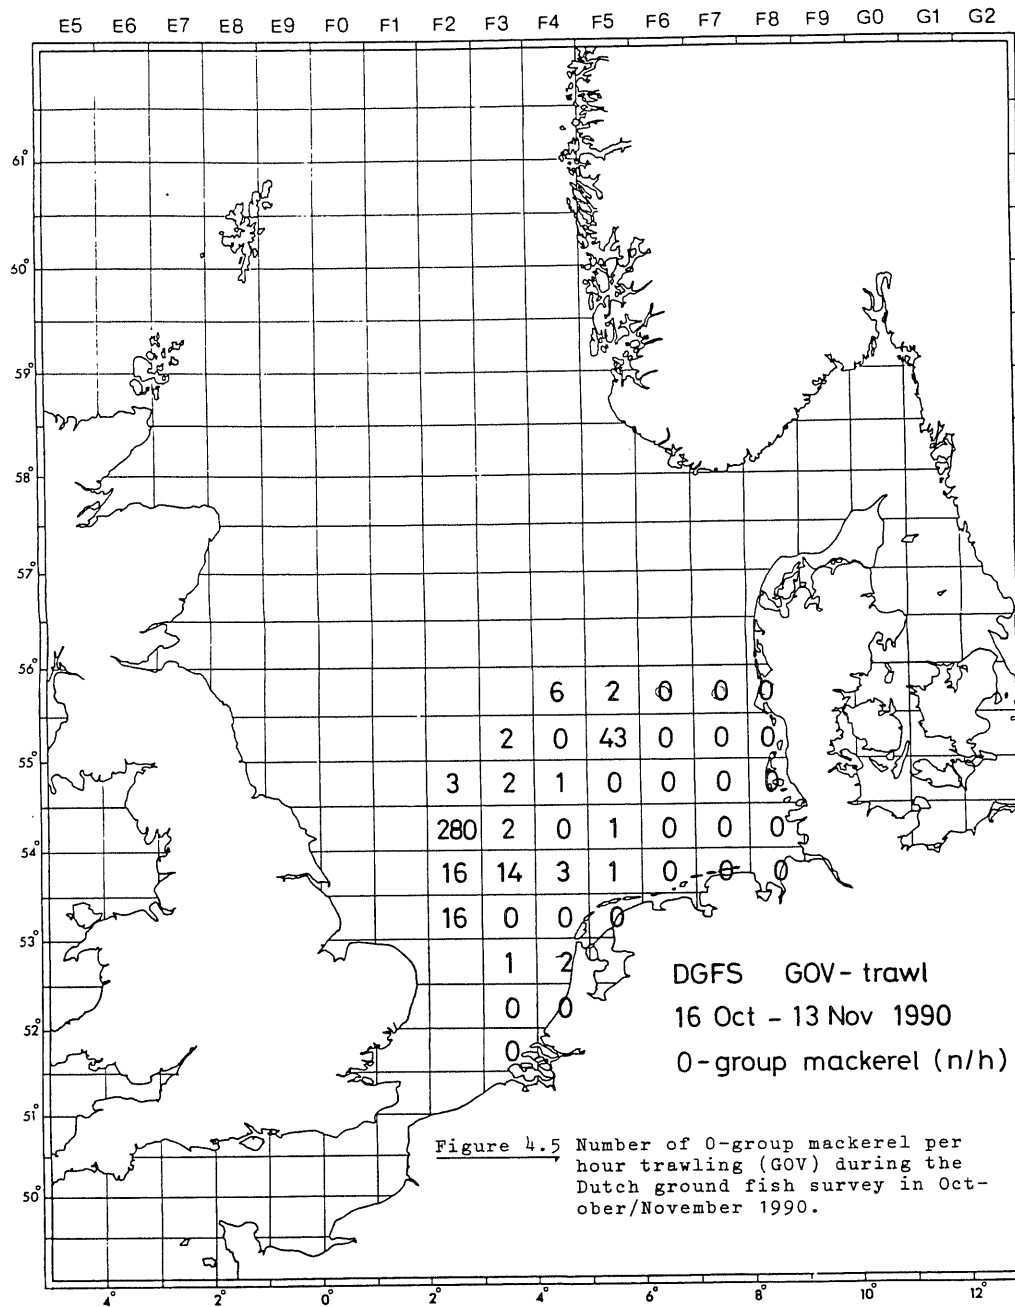 E5 E6 E7 E8 E9 F0 F1 F2 F3 F4 F5 F6 F7 F8 F9 G0 G1 G2
61°
60°
59°
58°
57°
56°
6 2 0 0 0
2 0 43 0 0 0
55°
3 2 1 0 0 0 0
280 2 0 1 0 0 0
54°
16 14 3 1 0 0 0
16 0 0 0
53°
1 2
DGFS GOV-trawl
0 0
16 Oct - 13 Nov 1990
52°
0
0-group mackerel (n/h)
51°
Figure 4.5 Number of 0-group mackerel per
hour trawling (GOV) during the
Dutch ground fish survey in Oct-
ober/November 1990.
50°
4° 2° 0° 2° 4° 6° 8° 10° 12°